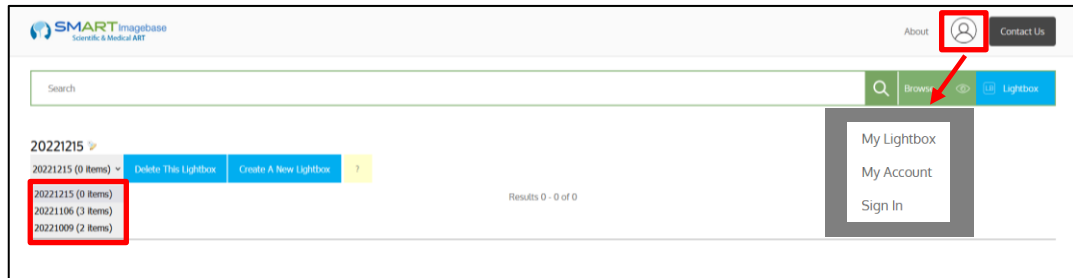 SMART Imagebase
Scientific & Medical ART
About
Contact Us
Search
Browse
LB Lightbox
My Lightbox
My Account
Sign In
20221215
20221215 (0 items)
Delete This Lightbox
Create A New Lightbox
?
20221215 (0 items)
20221106 (3 items)
20221009 (2 items)
Results 0 - 0 of 0